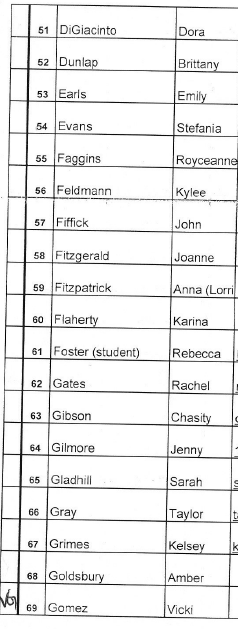 51 DiGiacinto Dora
52 Dunlap Brittany
53 Earls Emily
54 Evans Stefania
55 Faggins Royceanne
56 Feldmann Kylee
57 Fiffick John
58 Fitzgerald Joanne
59 Fitzpatrick Anna (Lorri
60 Flaherty Karina
61 Foster (student) Rebecca
62 Gates Rachel
63 Gibson Chasity
64 Gilmore Jenny
65 Gladhill Sarah
66 Gray Taylor
67 Grimes Kelsey
68 Goldsbury Amber
69 Gomez Vicki